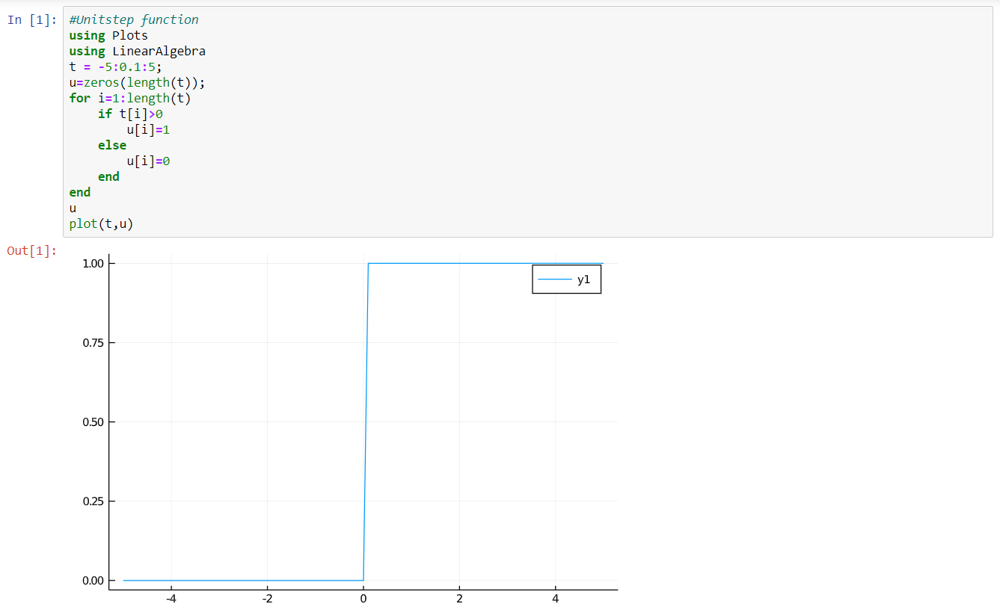 In [1]: #Unitstep function
using Plots
using LinearAlgebra
t = -5:0.1:5;
u=zeros(length(t));
for i=1:length(t)
    if t[i]>0
        u[i]=1
    else
        u[i]=0
    end
end
u
plot(t,u)
Out[1]:
1.00
y1
0.75
0.50
0.25
0.00
-4 -2 0 2 4